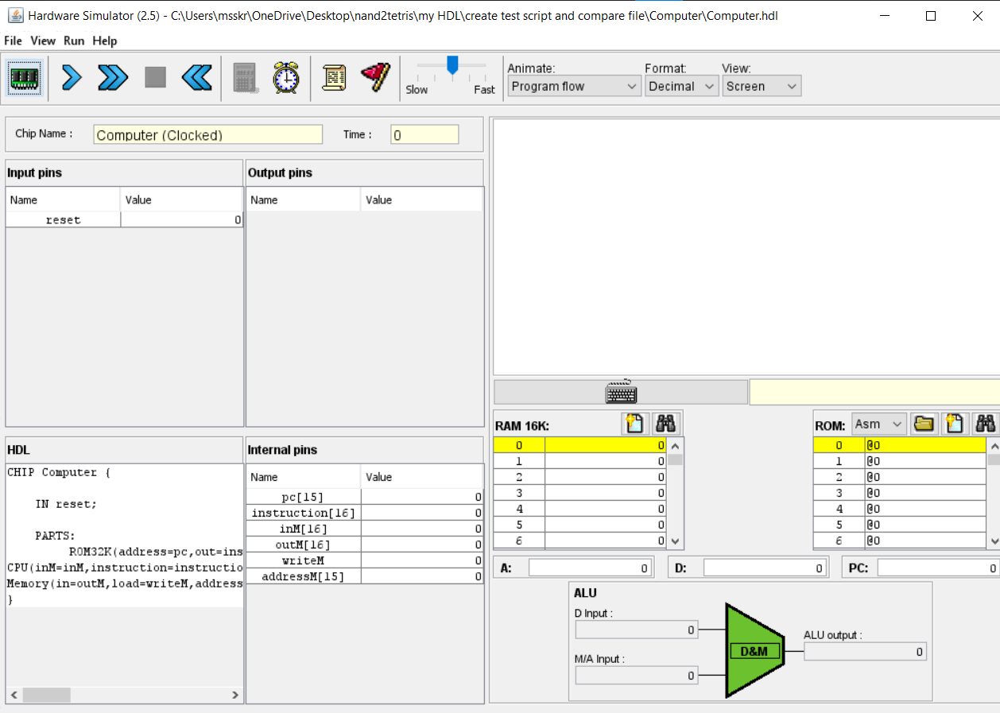 Hardware Simulator (2.5) - C:\Users\msskr\OneDrive\Desktop\nand2tetris\my HDL\create test script and compare file\Computer\Computer.hdl
File View Run Help
Slow Fast
Animate: Format: View:
Program flow Decimal Screen
Chip Name : Computer (Clocked) Time : 0
Input pins
Name Value
reset 0
Output pins
Name Value
HDL
CHIP Computer {
IN reset;
PARTS:
ROM32K(address=pc,out=ins
CPU(inM=inM,instruction=instructio
Memory(in=outM,load=writeM,address
}
Internal pins
Name Value
pc[15] 0
instruction[16] 0
inM[16] 0
outM[16] 0
writeM 0
addressM[15] 0
RAM 16K:
0 0
1 0
2 0
3 0
4 0
5 0
6 0
ROM: Asm
0 @0
1 @0
2 @0
3 @0
4 @0
5 @0
6 @0
A: 0 D: 0 PC: 0
ALU
D Input :
0
M/A Input :
0
D&M
ALU output :
0